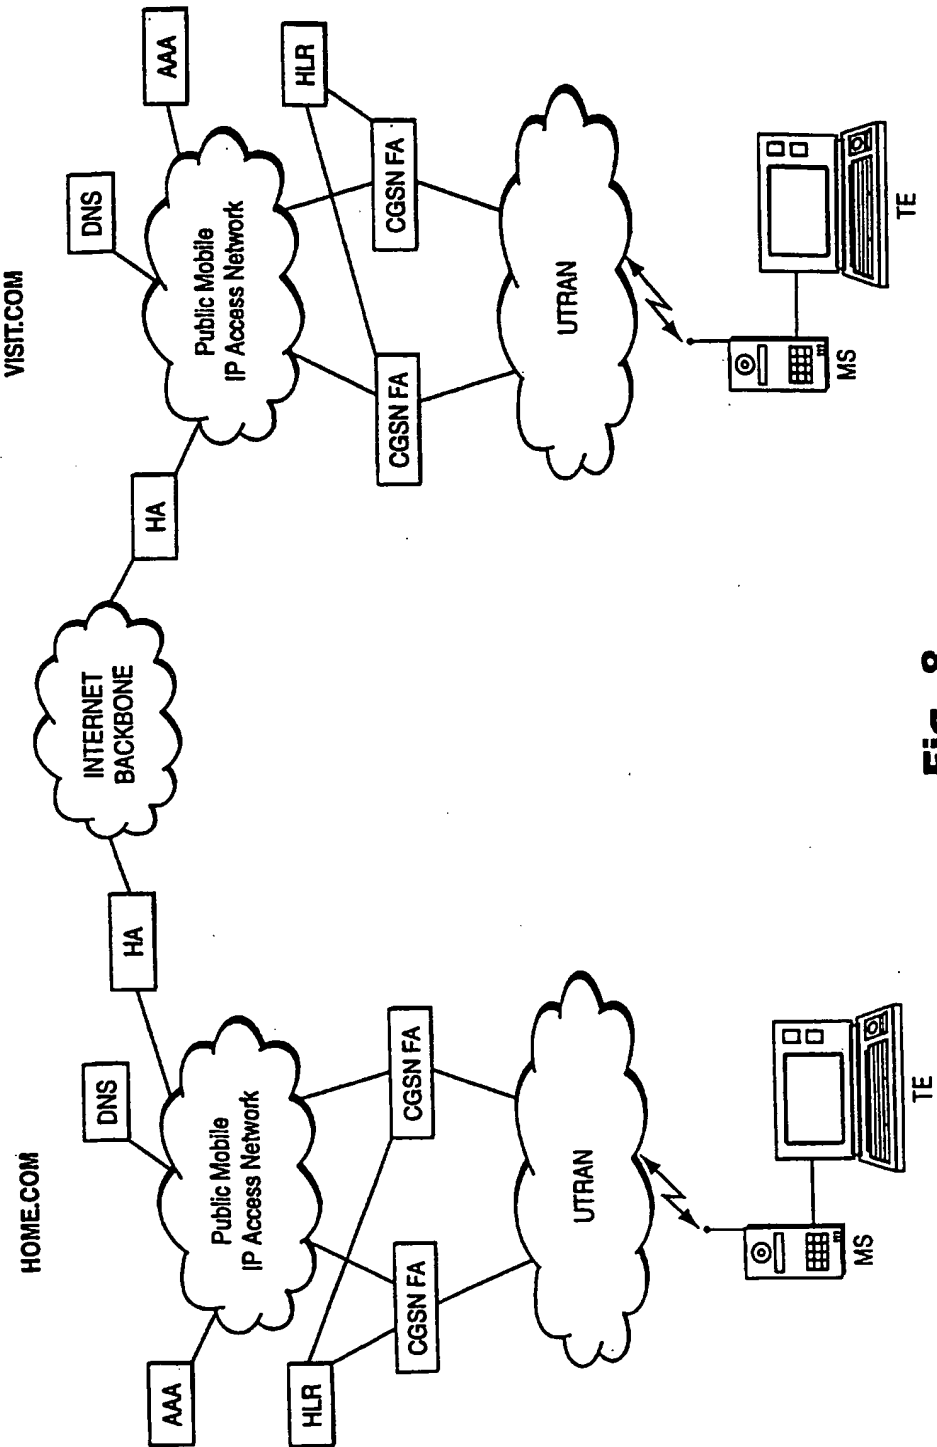 HOME.COM
VISIT.COM
INTERNET
BACKBONE
DNS
HA
HA
DNS
AAA
Public Mobile
IP Access Network
Public Mobile
IP Access Network
AAA
HLR
CGSN FA
CGSN FA
CGSN FA
CGSN FA
HLR
UTRAN
UTRAN
MS
TE
MS
TE
Fig.